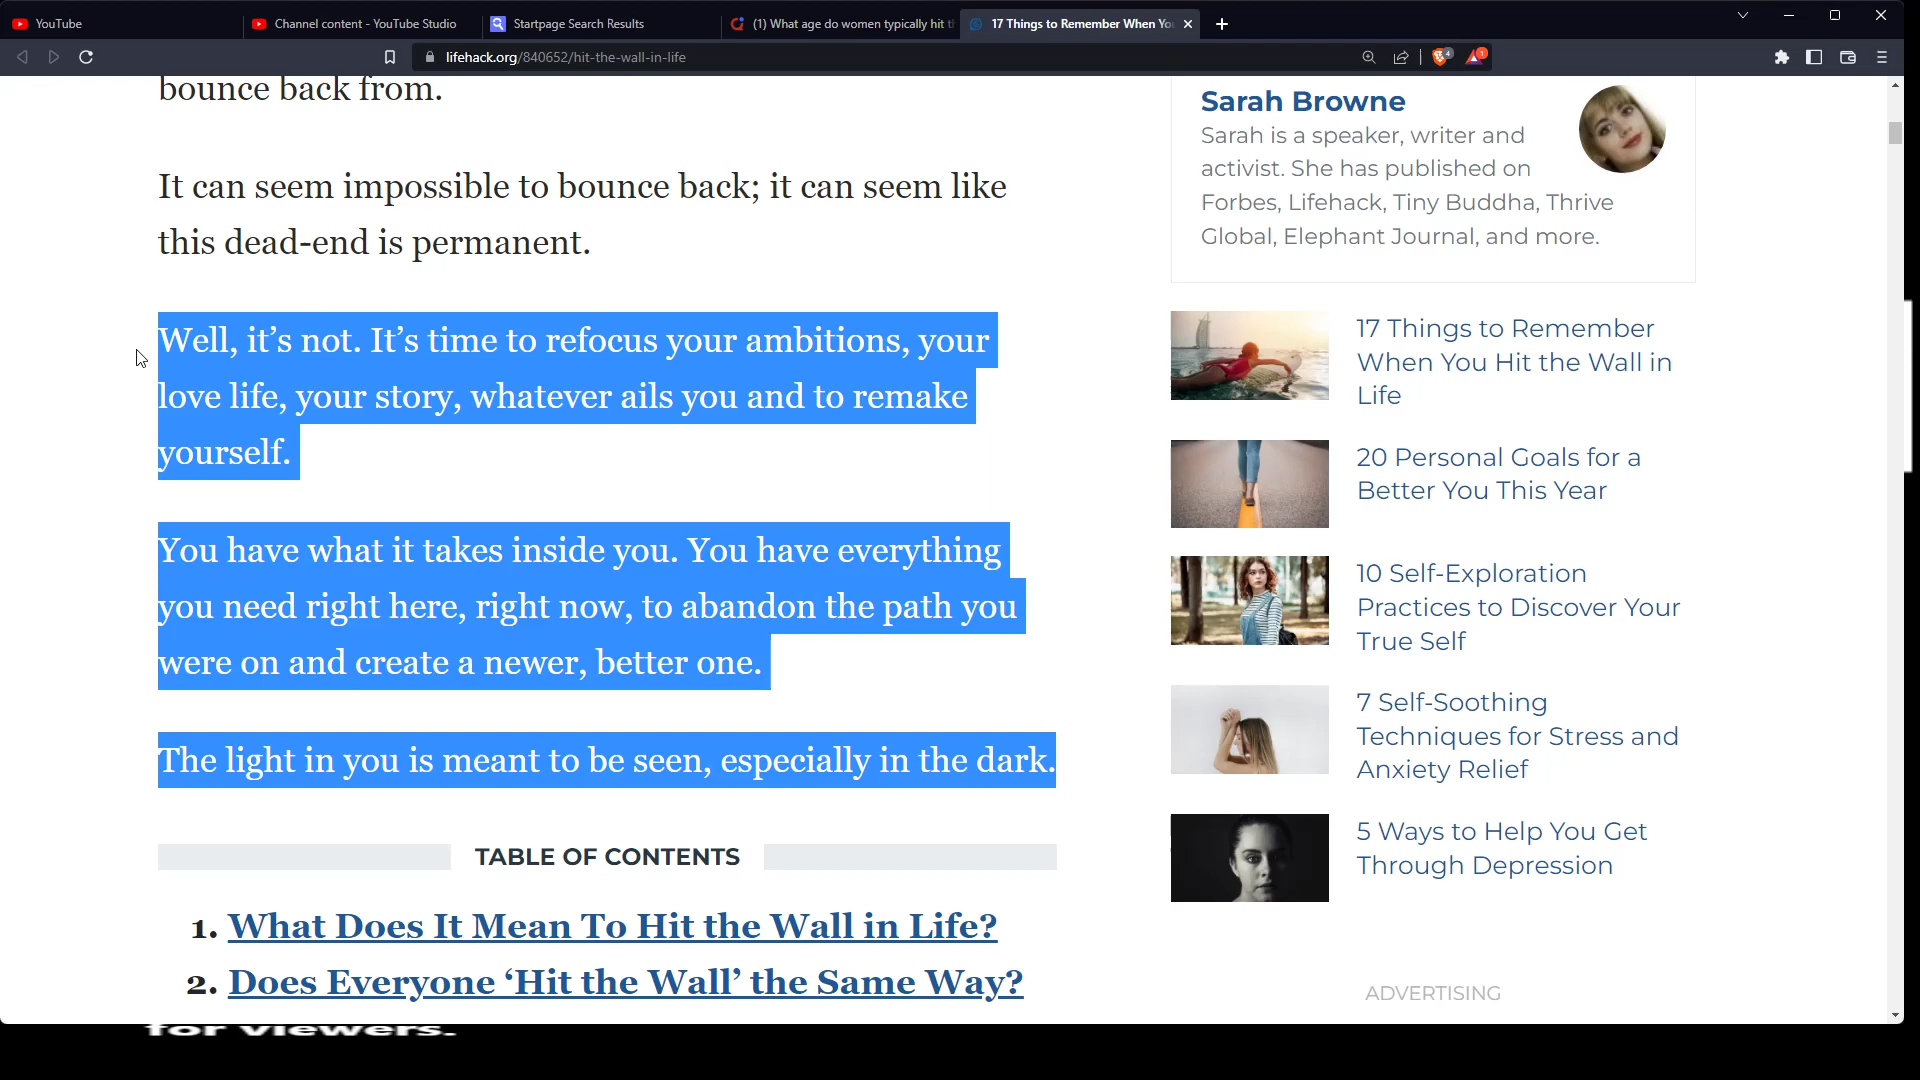 YouTube
Channel content - YouTube Studio
Startpage Search Results
(1) What age do women typically hit t
17 Things to Remember When Yo
lifehack.org/840652/hit-the-wall-in-life
4
1
bounce back from.
It can seem impossible to bounce back; it can seem like
this dead-end is permanent.
Well, it’s not. It’s time to refocus your ambitions, your
love life, your story, whatever ails you and to remake
yourself.
You have what it takes inside you. You have everything
you need right here, right now, to abandon the path you
were on and create a newer, better one.
The light in you is meant to be seen, especially in the dark.
TABLE OF CONTENTS
1. What Does It Mean To Hit the Wall in Life?
2. Does Everyone ‘Hit the Wall’ the Same Way?
Sarah Browne
Sarah is a speaker, writer and
activist. She has published on
Forbes, Lifehack, Tiny Buddha, Thrive
Global, Elephant Journal, and more.
17 Things to Remember
When You Hit the Wall in
Life
20 Personal Goals for a
Better You This Year
10 Self-Exploration
Practices to Discover Your
True Self
7 Self-Soothing
Techniques for Stress and
Anxiety Relief
5 Ways to Help You Get
Through Depression
ADVERTISING
for viewers.